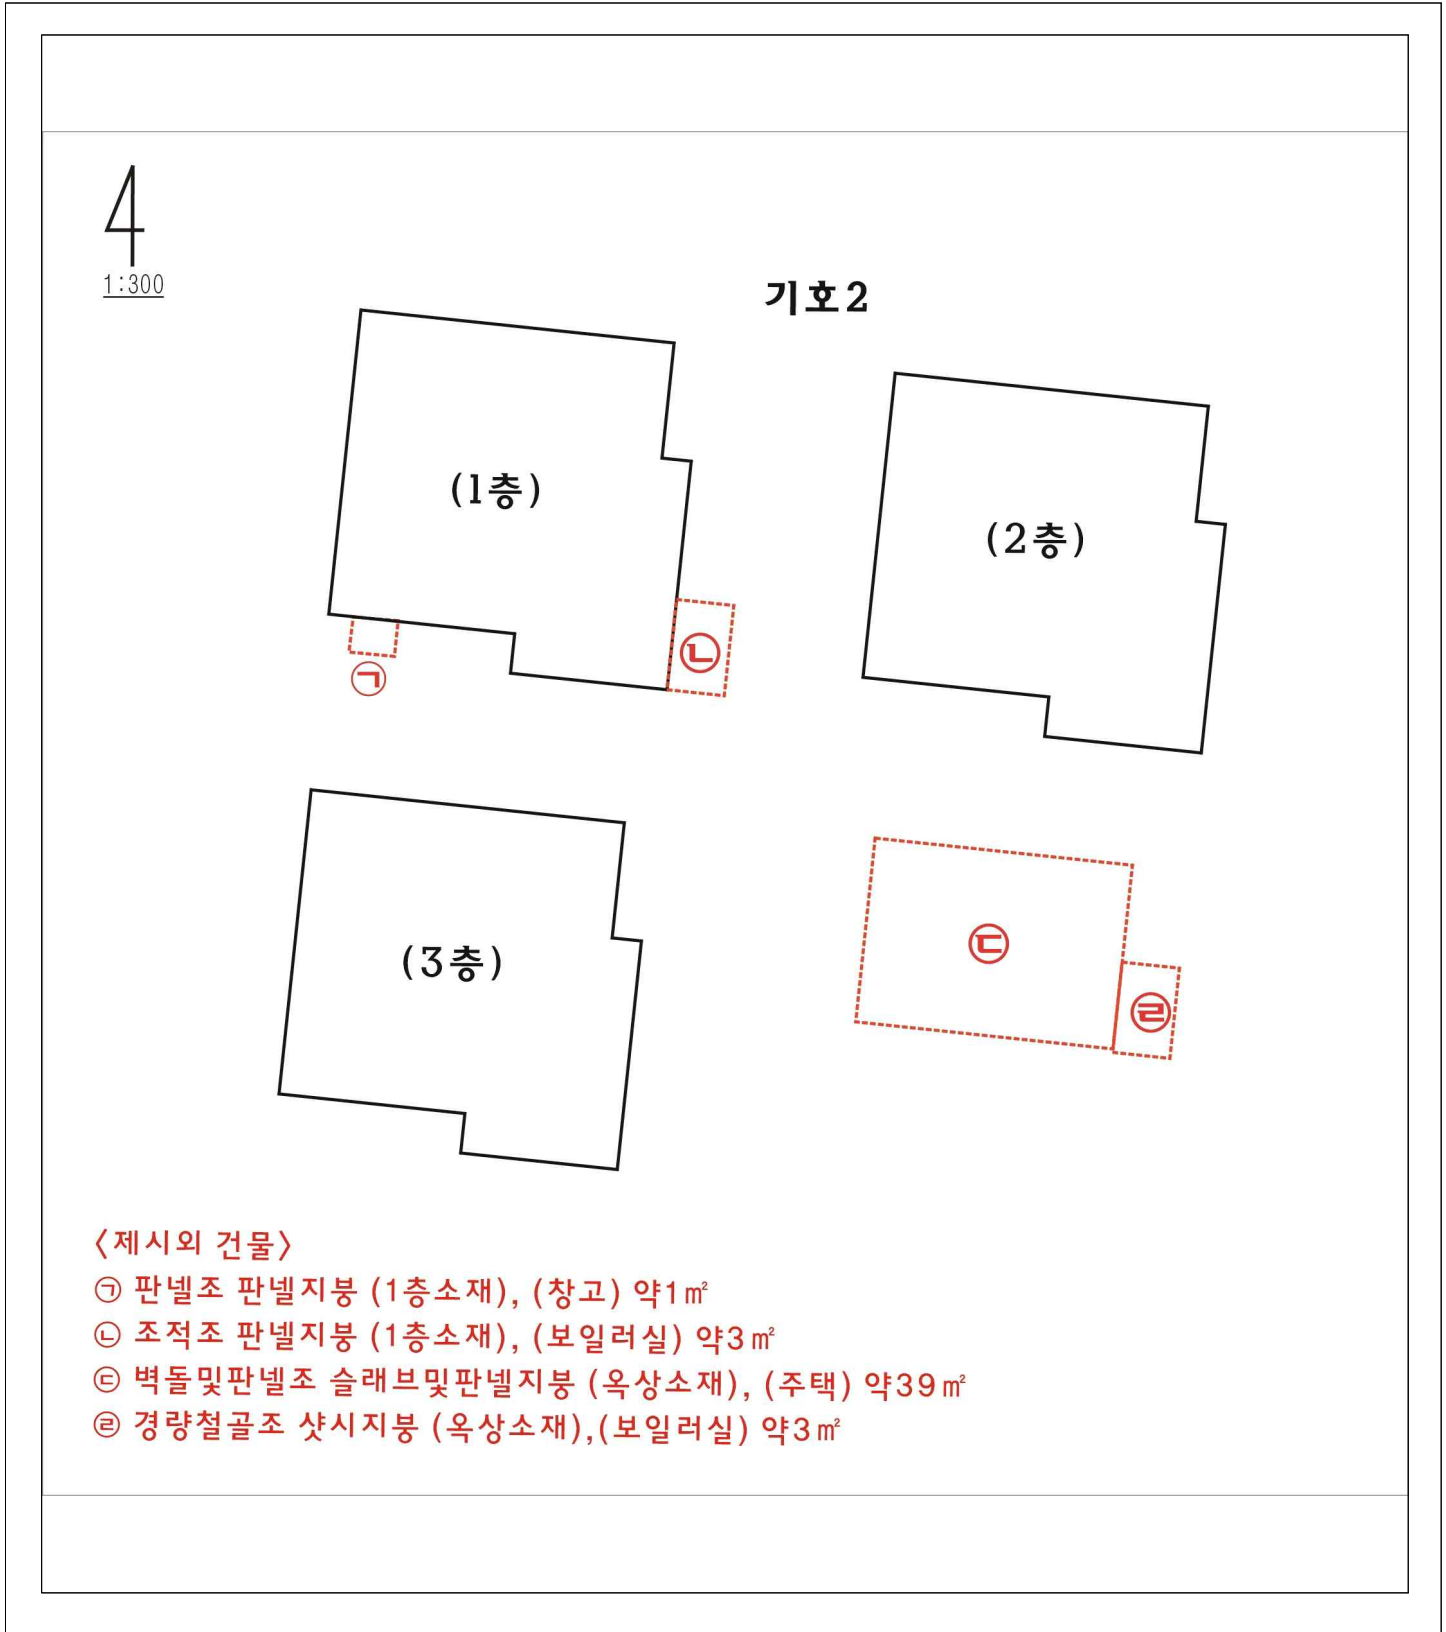 1:300
기호2
(1층)
(2층)
㉠
㉡
(3층)
㉢
㉣
〈제시외 건물〉
㉠ 판넬조 판넬지붕 (1층소재), (창고) 약1㎡
㉡ 조적조 판넬지붕 (1층소재), (보일러실) 약3㎡
㉢ 벽돌및판넬조 슬래브및판넬지붕 (옥상소재), (주택) 약39㎡
㉣ 경량철골조 샷시지붕 (옥상소재),(보일러실) 약3㎡